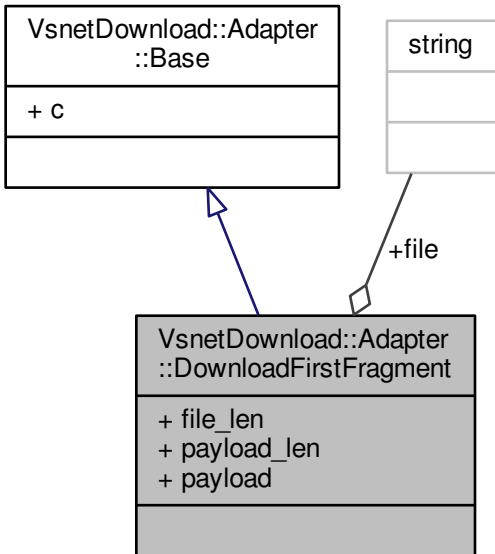 VsnetDownload::Adapter
::Base
+ c
string
+file
VsnetDownload::Adapter
::DownloadFirstFragment
+ file_len
+ payload_len
+ payload